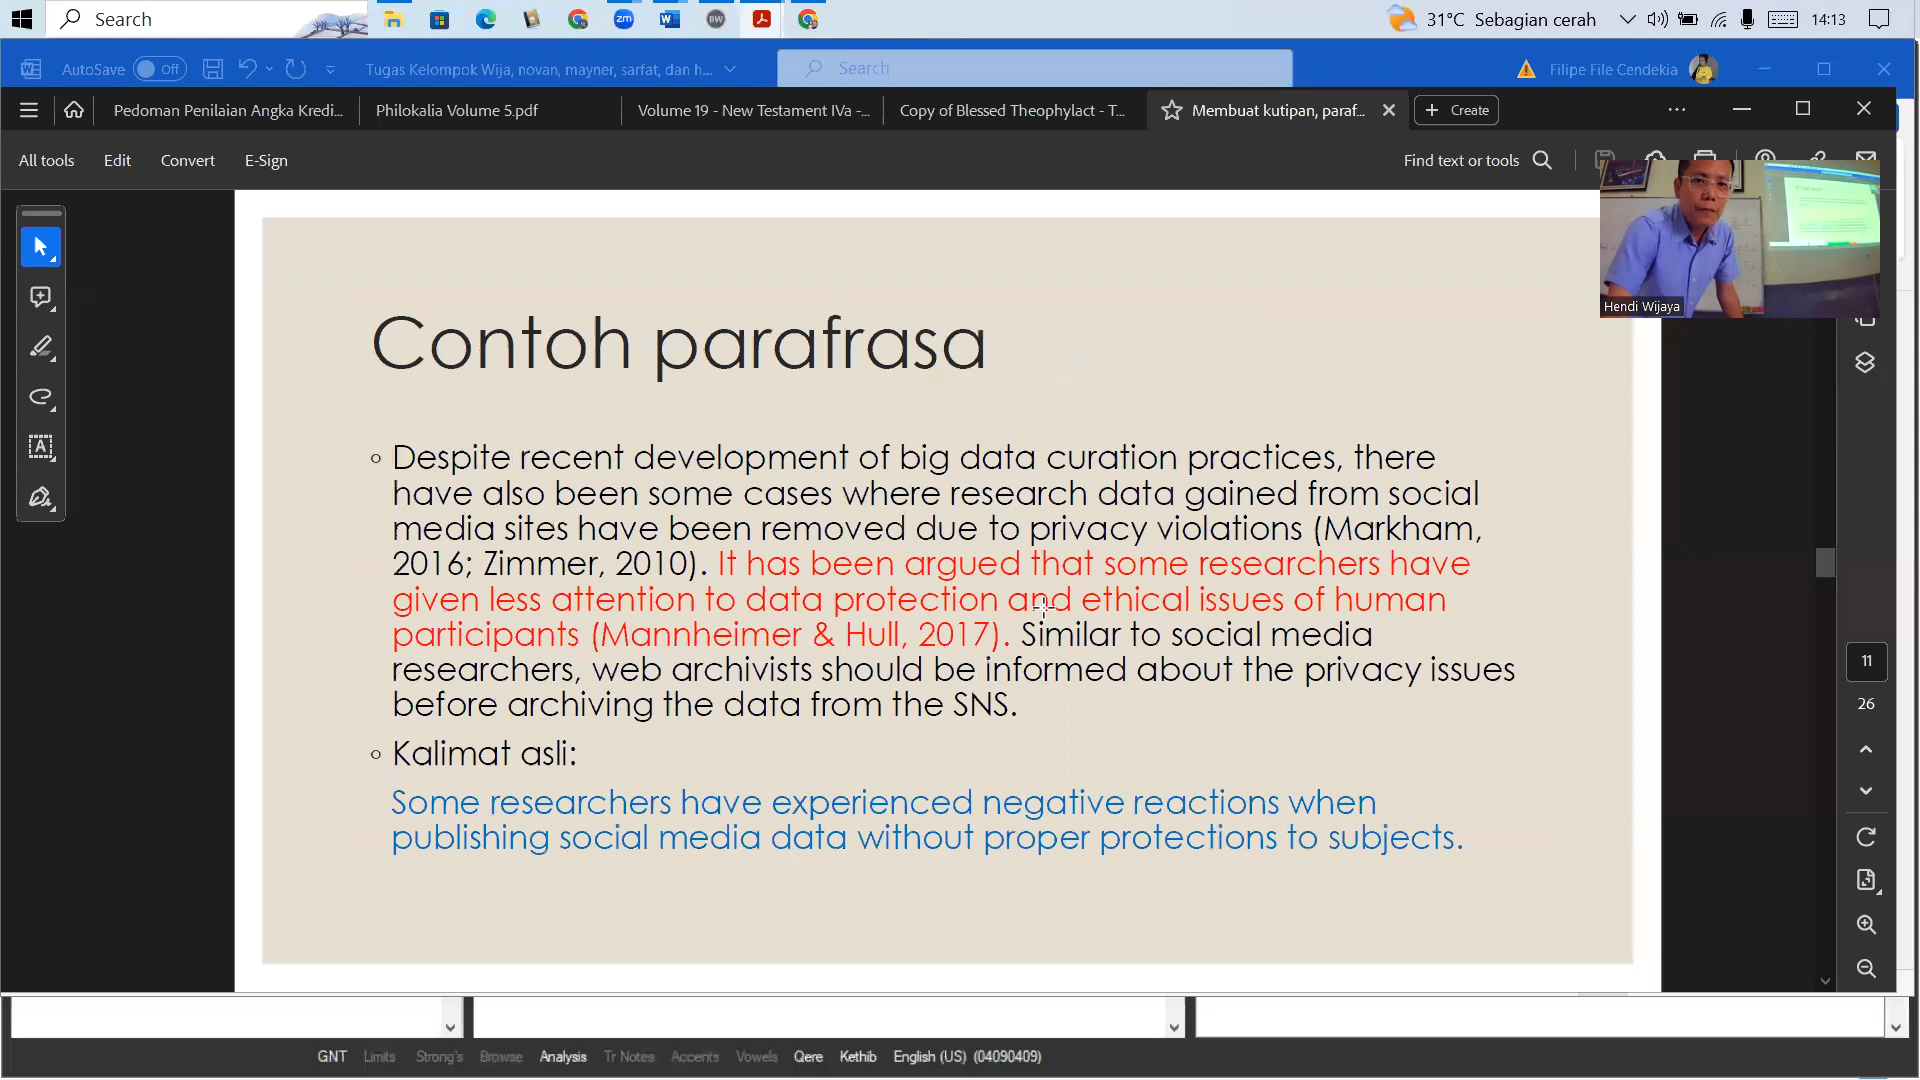 Search
31°C Sebagian cerah
14:13
AutoSave Off
Tugas Kelompok Wija, novan, mayner, sarfat, dan h...
Search
Filipe File Cendekia
Pedoman Penilaian Angka Kredi...
Philokalia Volume 5.pdf
Volume 19 - New Testament IVa -...
Copy of Blessed Theophylact - T...
Membuat kutipan, paraf...
+ Create
All tools
Edit
Convert
E-Sign
Find text or tools
Hendi Wijaya
Contoh parafrasa
Despite recent development of big data curation practices, there
have also been some cases where research data gained from social
media sites have been removed due to privacy violations (Markham,
2016; Zimmer, 2010). It has been argued that some researchers have
given less attention to data protection and ethical issues of human
participants (Mannheimer & Hull, 2017). Similar to social media
researchers, web archivists should be informed about the privacy issues
before archiving the data from the SNS.
Kalimat asli:
Some researchers have experienced negative reactions when
publishing social media data without proper protections to subjects.
11
26
GNT Limits Strong's Browse Analysis Tr Notes Accents Vowels Qere Kethib English (US) (04090409)